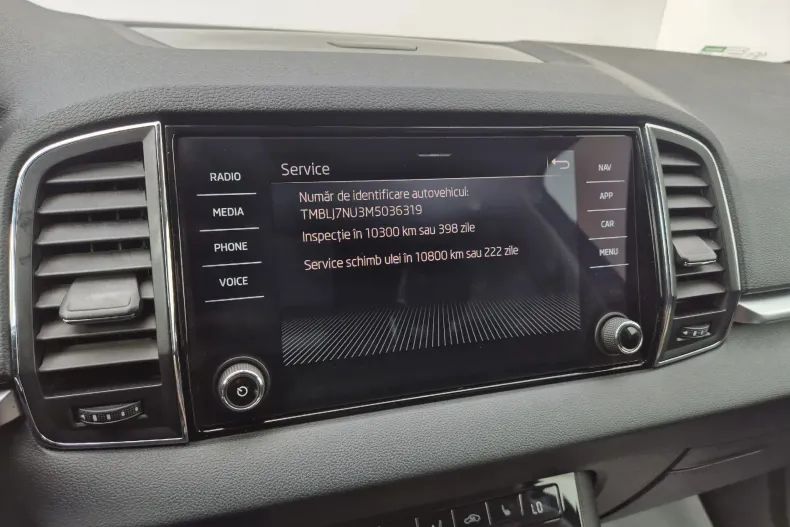 RADIO
MEDIA
PHONE
VOICE
Service
Număr de identificare autovehicul:
TMBLJ7NU3M5036319
Inspecție în 10300 km sau 398 zile
Service schimb ulei în 10800 km sau 222 zile
NAV
APP
CAR
MENU
LO